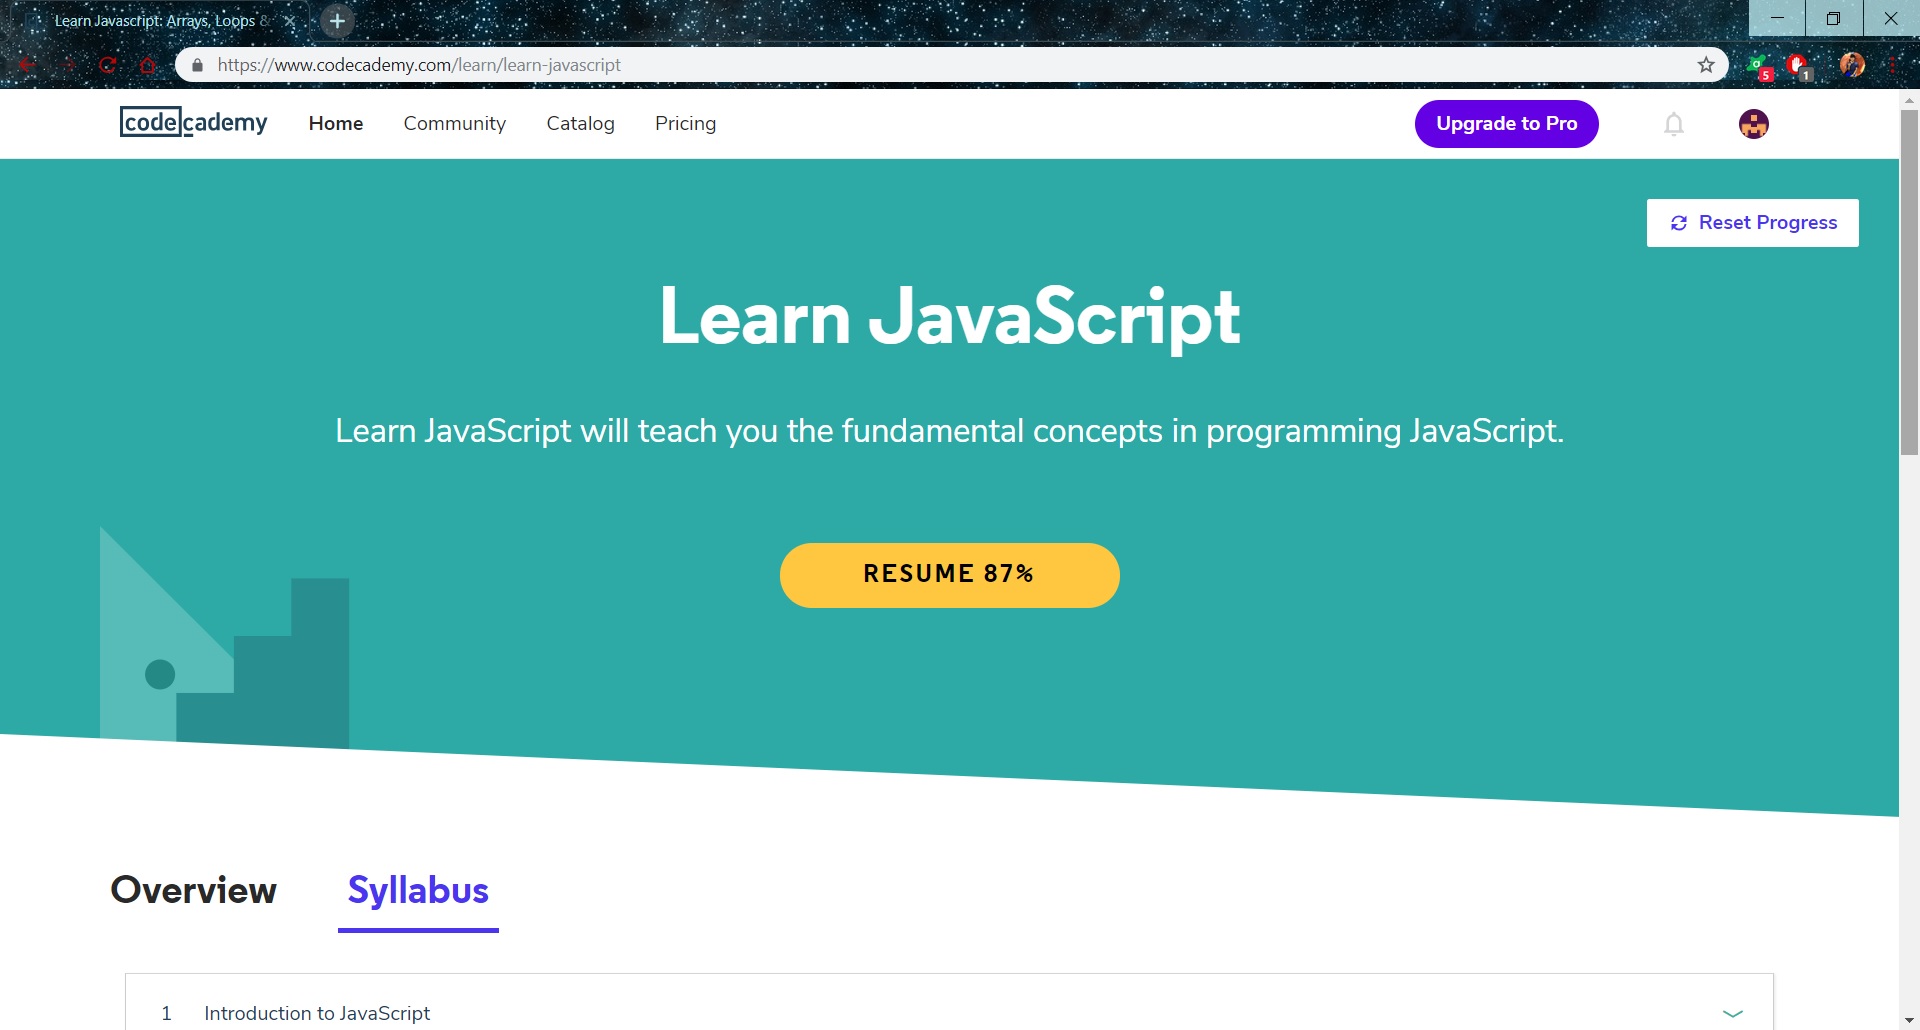 Learn Javascript: Arrays, Loops &
https://www.codecademy.com/learn/learn-javascript
5
1
codecademy
Home
Community
Catalog
Pricing
Upgrade to Pro
Reset Progress
Learn JavaScript
Learn JavaScript will teach you the fundamental concepts in programming JavaScript.
RESUME 87%
Overview
Syllabus
1 Introduction to JavaScript